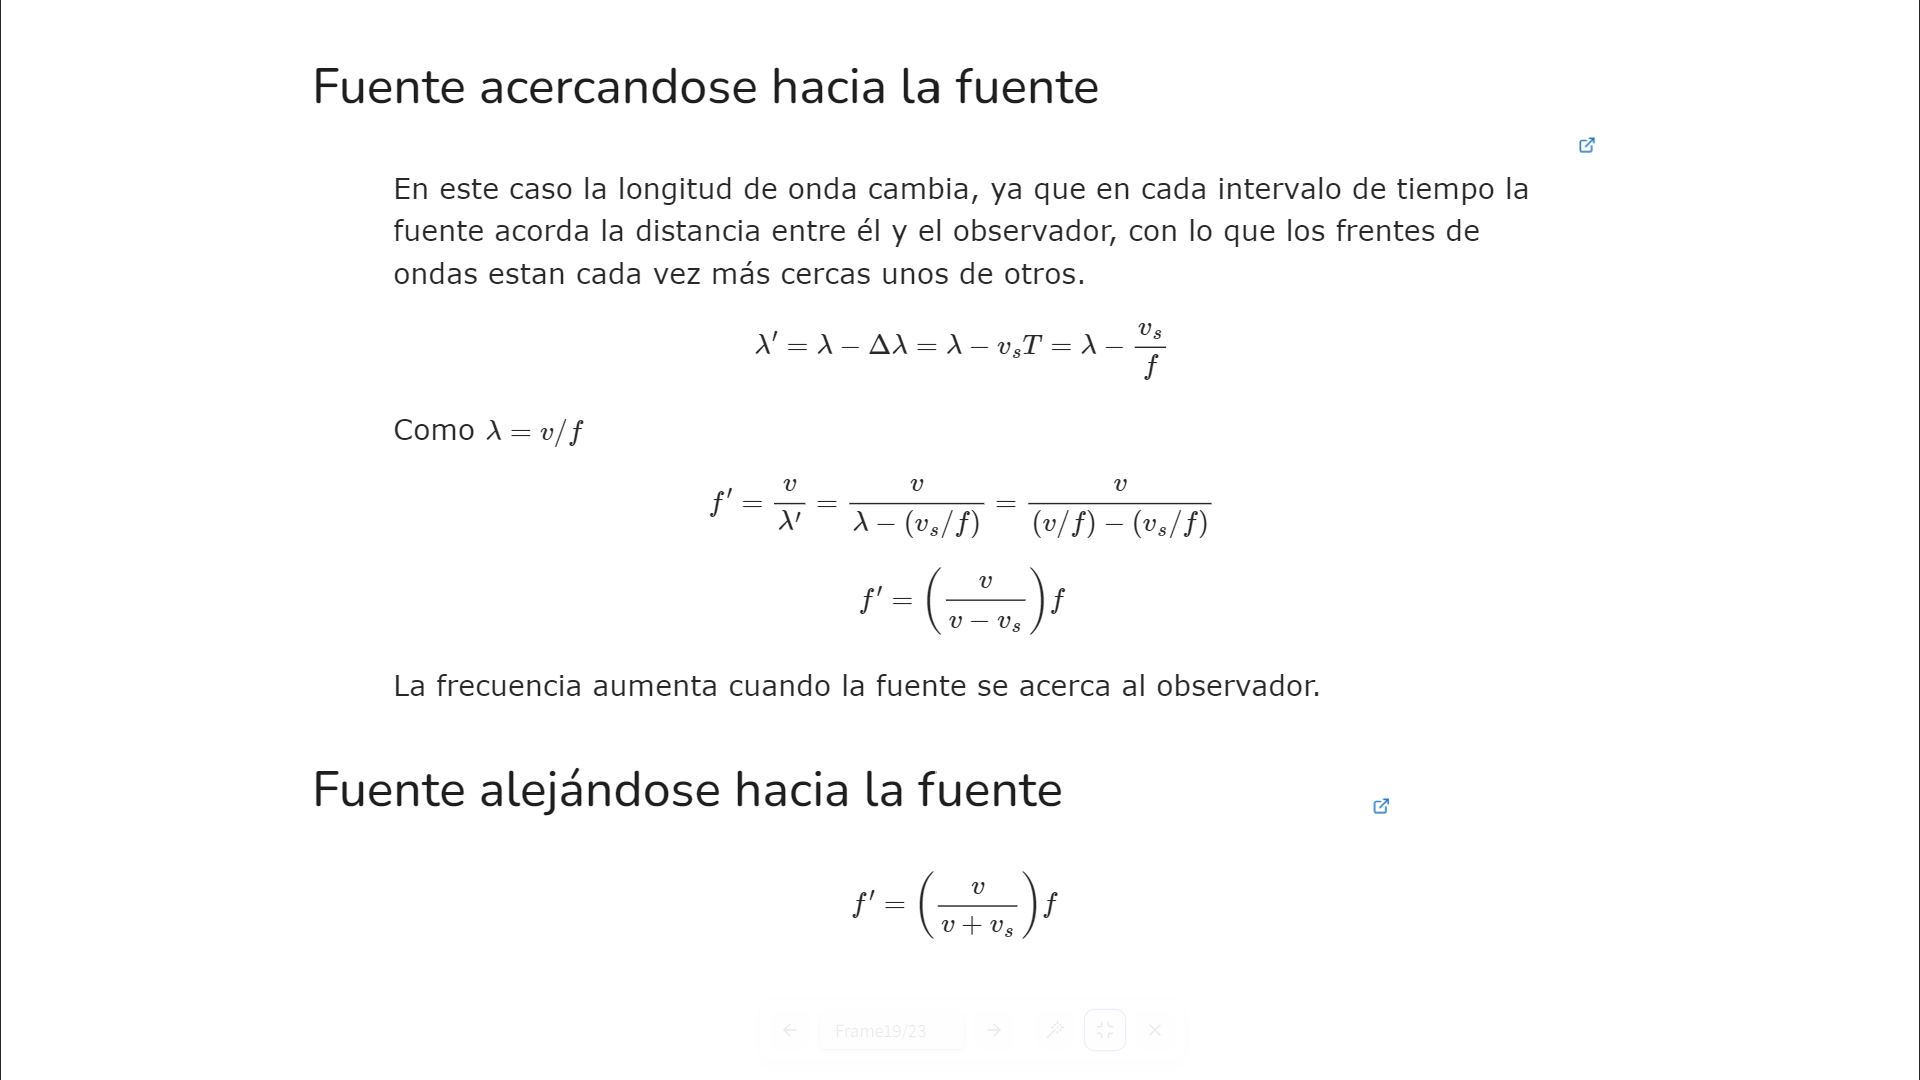 Fuente acercandose hacia la fuente
En este caso la longitud de onda cambia, ya que en cada intervalo de tiempo la
fuente acorda la distancia entre él y el observador, con lo que los frentes de
ondas estan cada vez más cercas unos de otros.
λ′ = λ − Δλ = λ − v_s T = λ − v_s/f
Como λ = v/f
f′ = v/λ′ = v/(λ − (v_s/f)) = v/((v/f) − (v_s/f))
f′ = (v/(v − v_s)) f
La frecuencia aumenta cuando la fuente se acerca al observador.
Fuente alejándose hacia la fuente
f′ = (v/(v + v_s)) f
Frame19/23